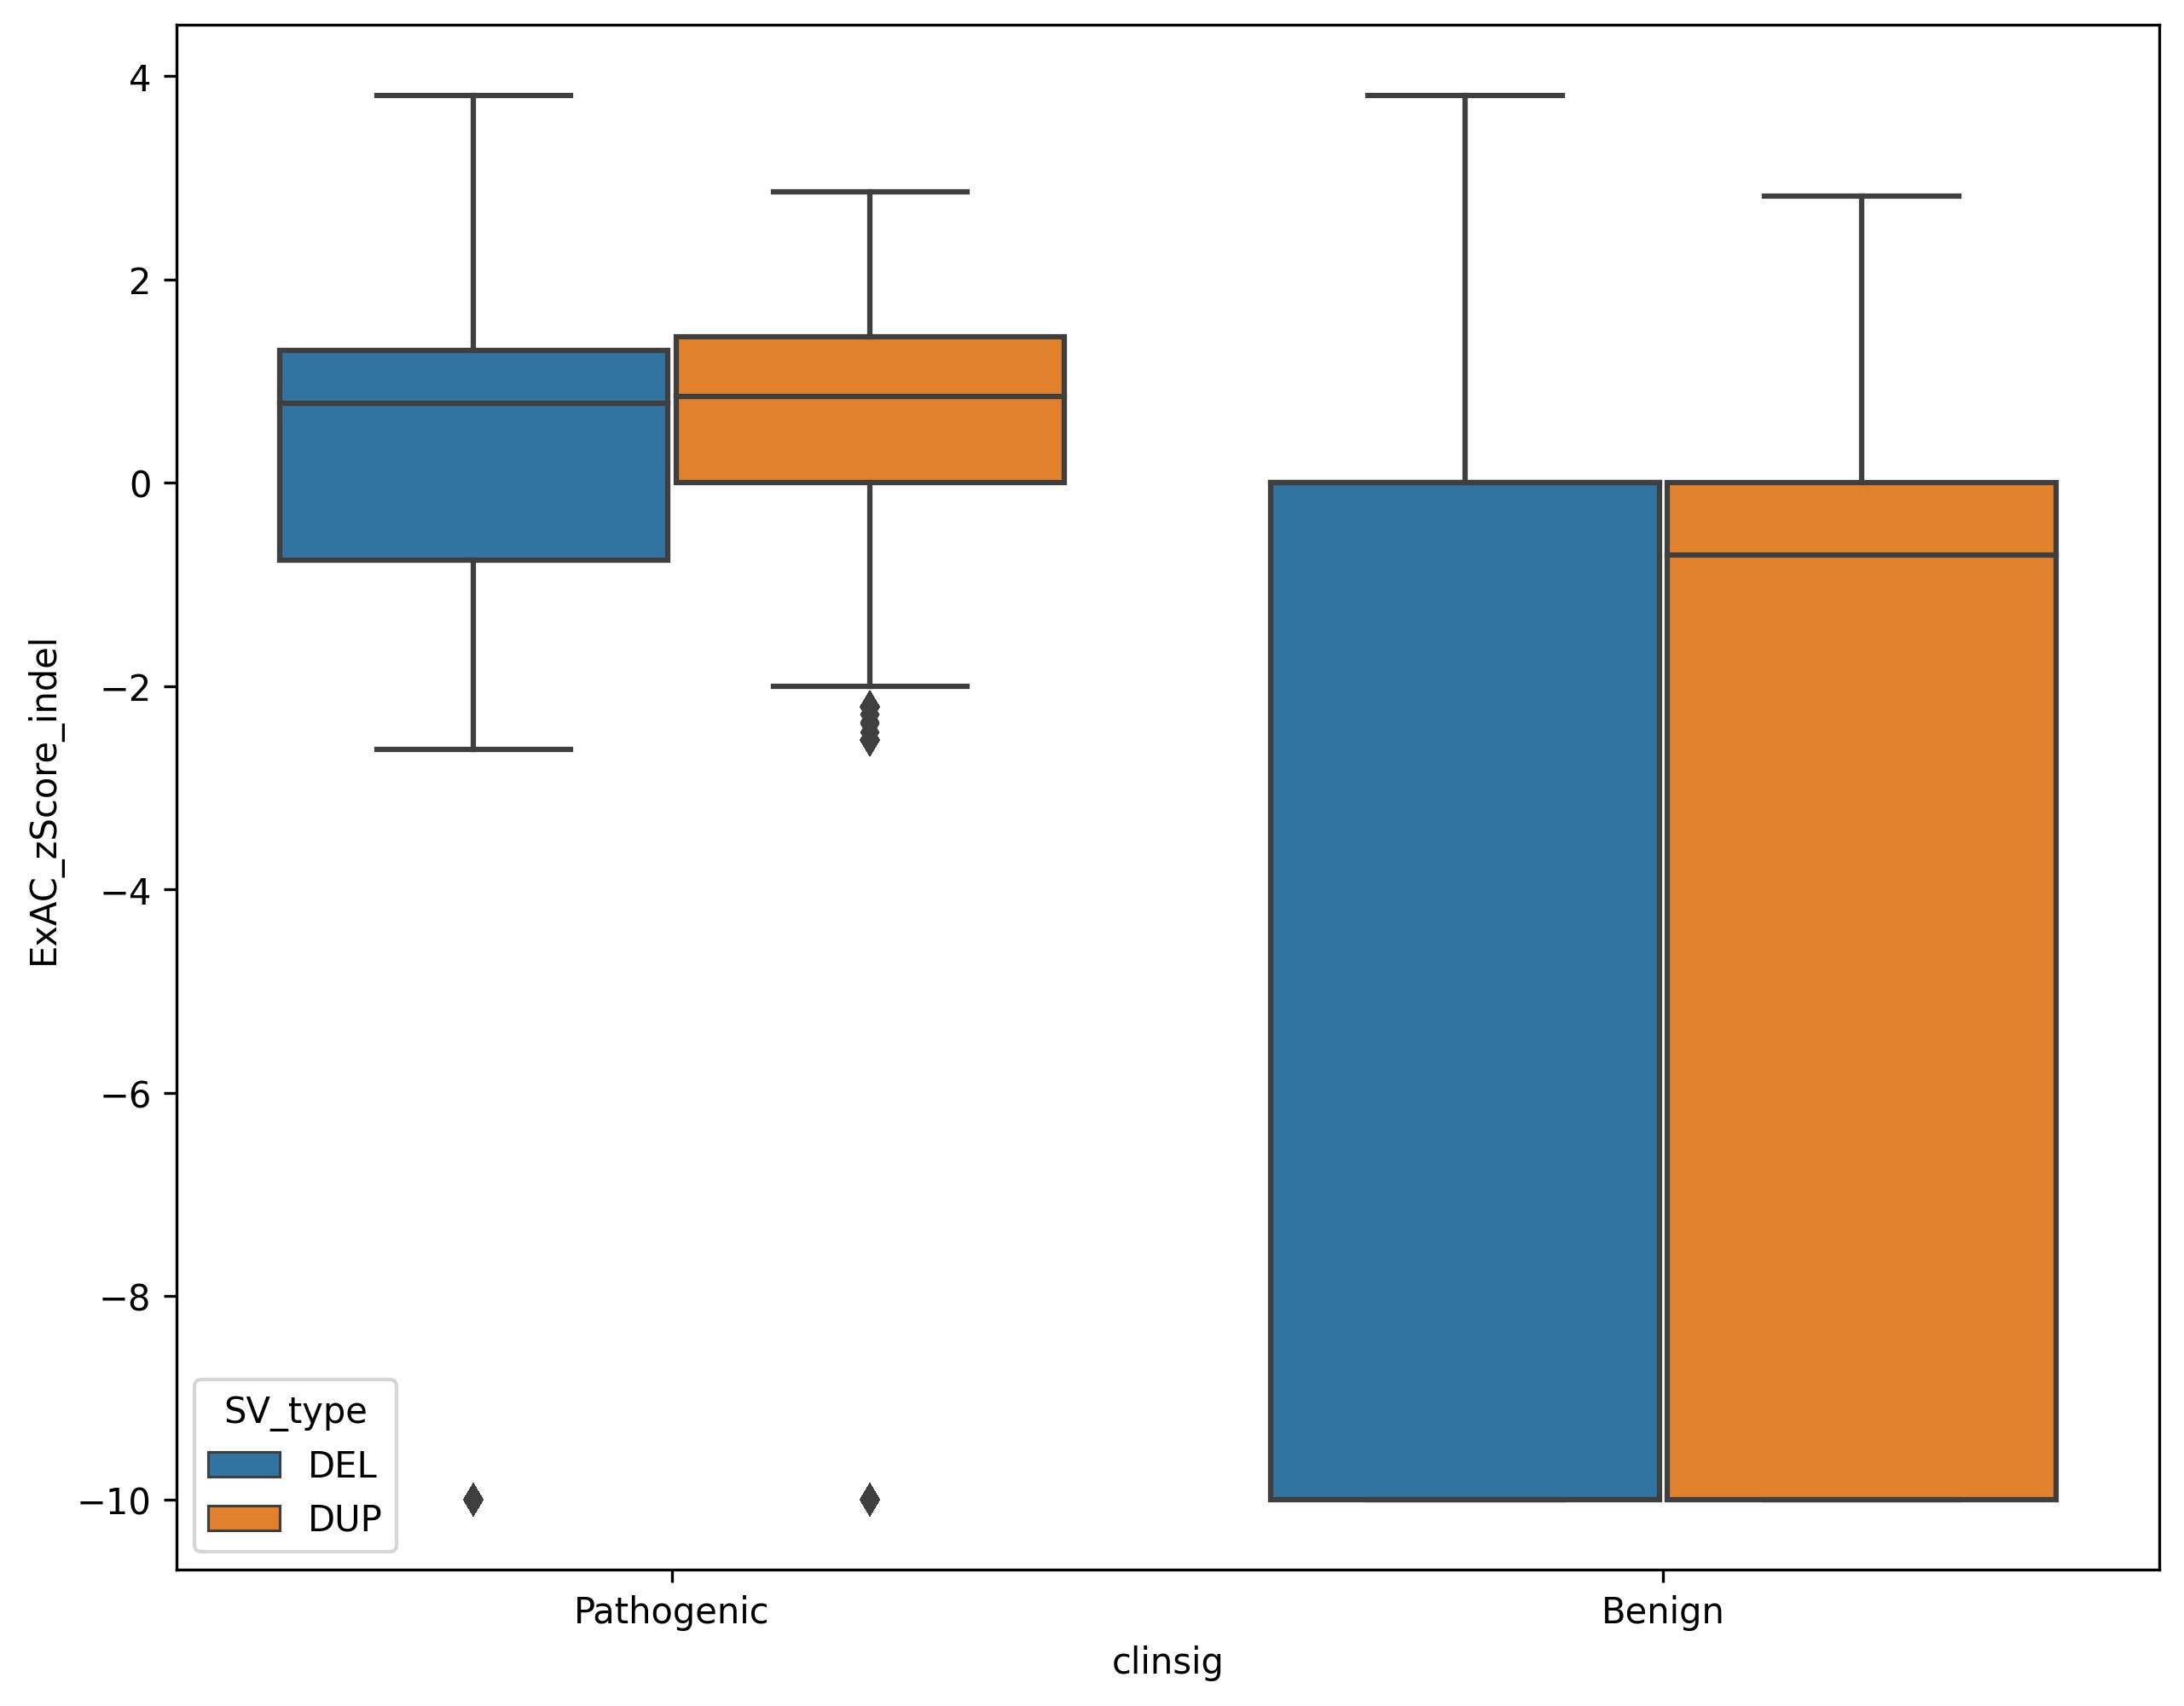 4
2
0
−2
−4
−6
−8
−10
ExAC_zScore_indel
SV_type
DEL
DUP
Pathogenic
Benign
clinsig